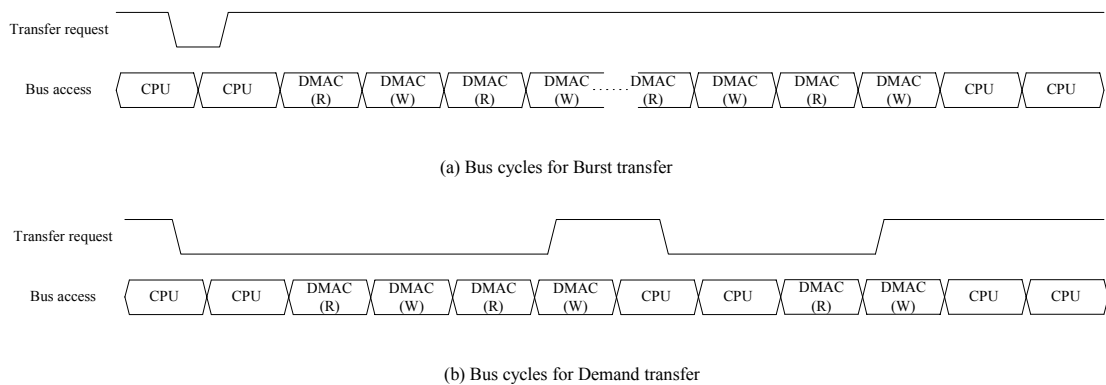 Transfer request
Bus access
CPU CPU DMAC (R) DMAC (W) DMAC (R) DMAC (W) ...... DMAC (R) DMAC (W) DMAC (R) DMAC (W) CPU CPU
(a) Bus cycles for Burst transfer
Transfer request
Bus access
CPU CPU DMAC (R) DMAC (W) DMAC (R) DMAC (W) CPU CPU DMAC (R) DMAC (W) CPU CPU
(b) Bus cycles for Demand transfer